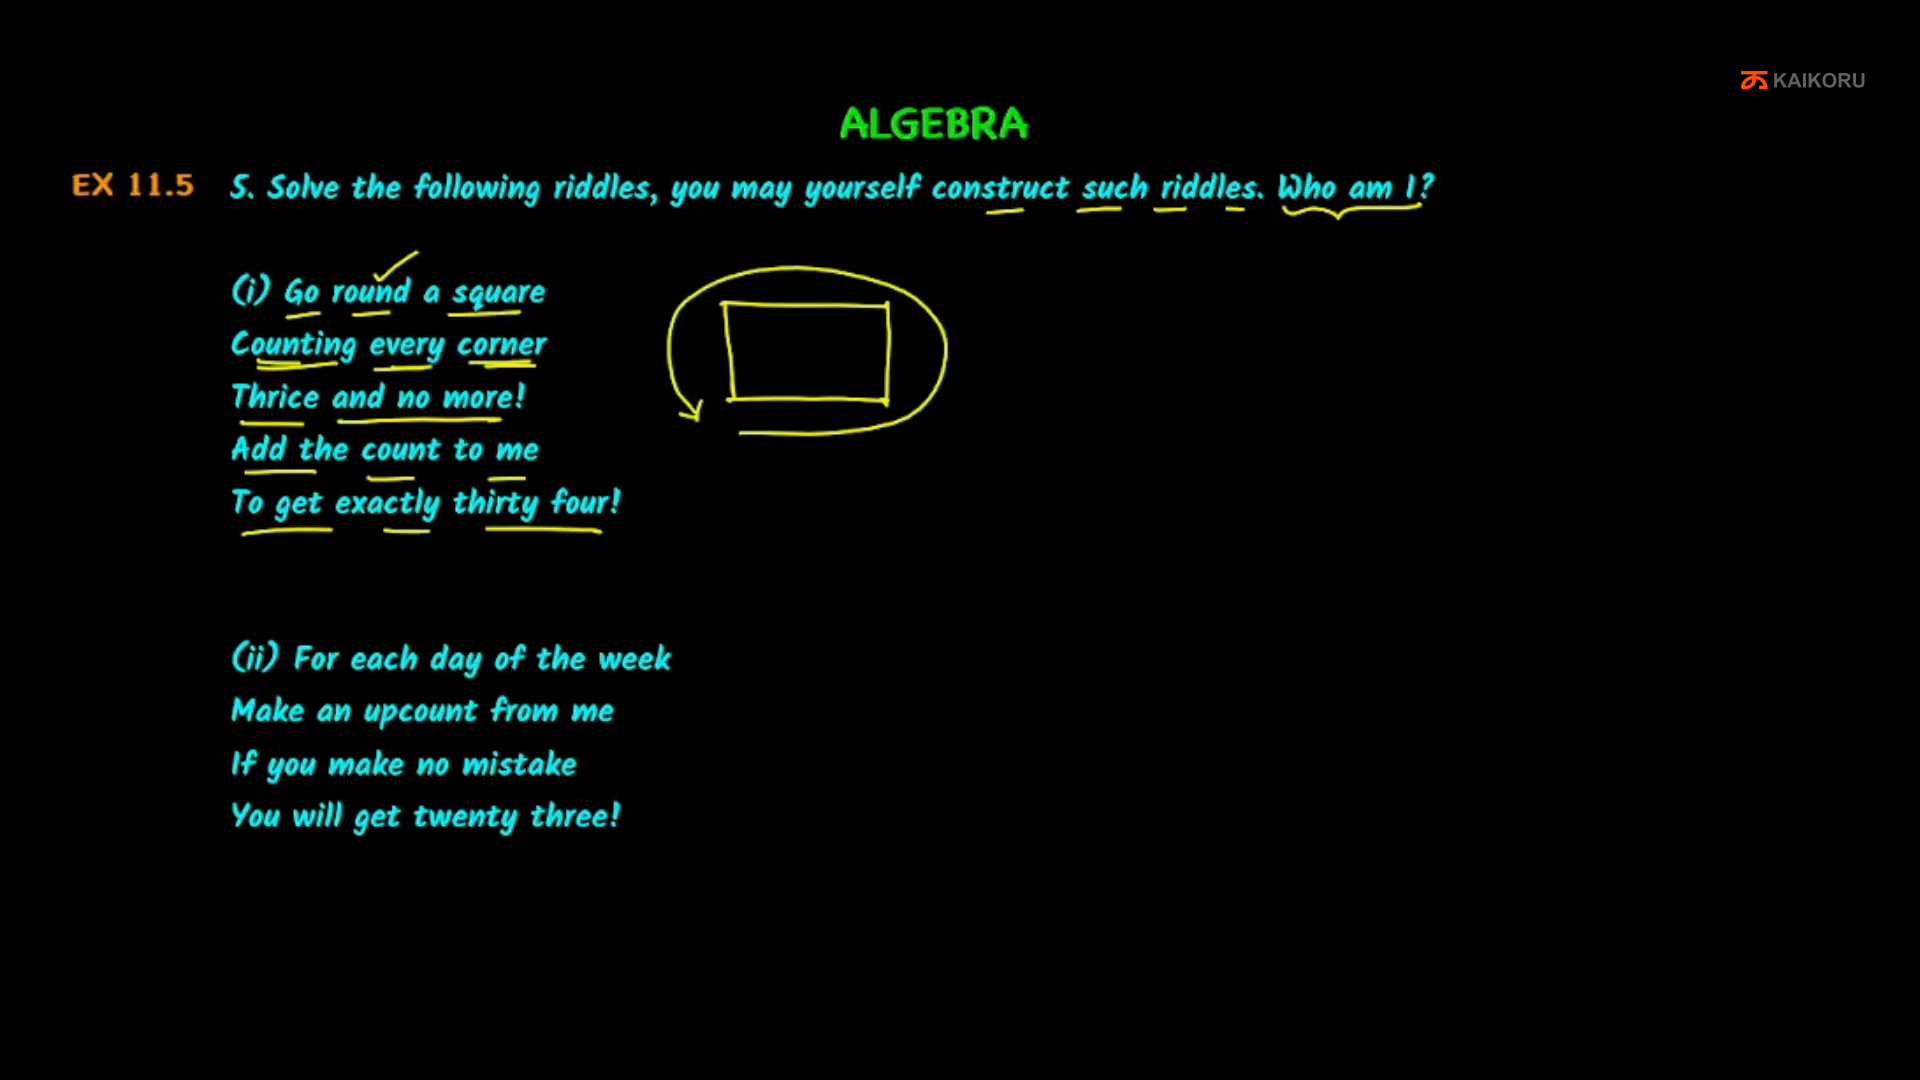 KAIKORU
ALGEBRA
EX 11.5 5. Solve the following riddles, you may yourself construct such riddles. Who am I?
(i) Go round a square
Counting every corner
Thrice and no more!
Add the count to me
To get exactly thirty four!
(ii) For each day of the week
Make an upcount from me
If you make no mistake
You will get twenty three!